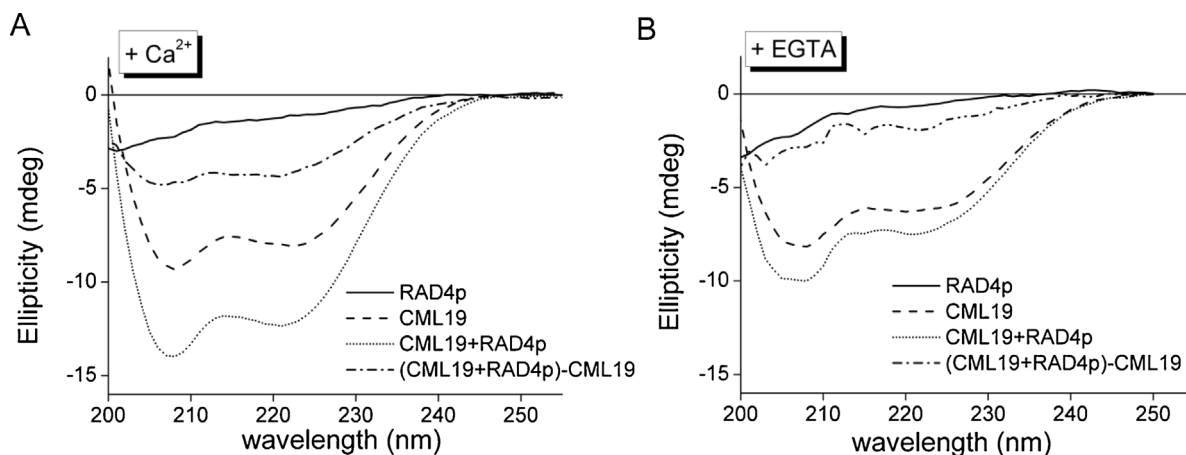 A
+ Ca2+
0
-5
-10
-15
Ellipticity (mdeg)
RAD4p
CML19
CML19+RAD4p
(CML19+RAD4p)-CML19
200 210 220 230 240 250
wavelength (nm)
B
+ EGTA
0
-5
-10
-15
Ellipticity (mdeg)
RAD4p
CML19
CML19+RAD4p
(CML19+RAD4p)-CML19
200 210 220 230 240 250
wavelength (nm)